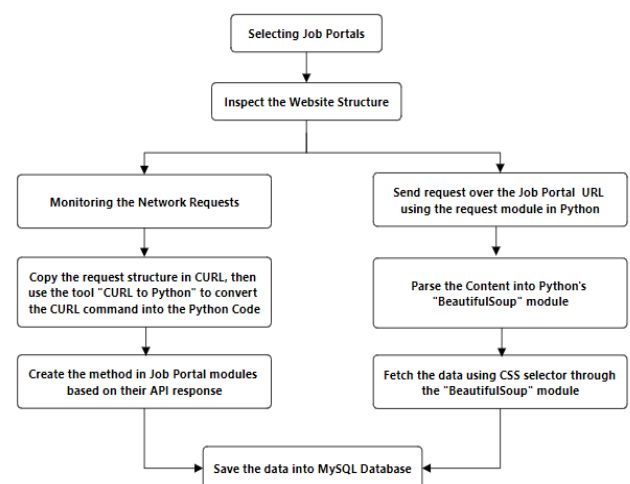 Selecting Job Portals
Inspect the Website Structure
Monitoring the Network Requests
Send request over the Job Portal URL
using the request module in Python
Copy the request structure in CURL, then
use the tool "CURL to Python" to convert
the CURL command into the Python Code
Parse the Content into Python's
"BeautifulSoup" module
Create the method in Job Portal modules
based on their API response
Fetch the data using CSS selector through
the "BeautifulSoup" module
Save the data into MySQL Database